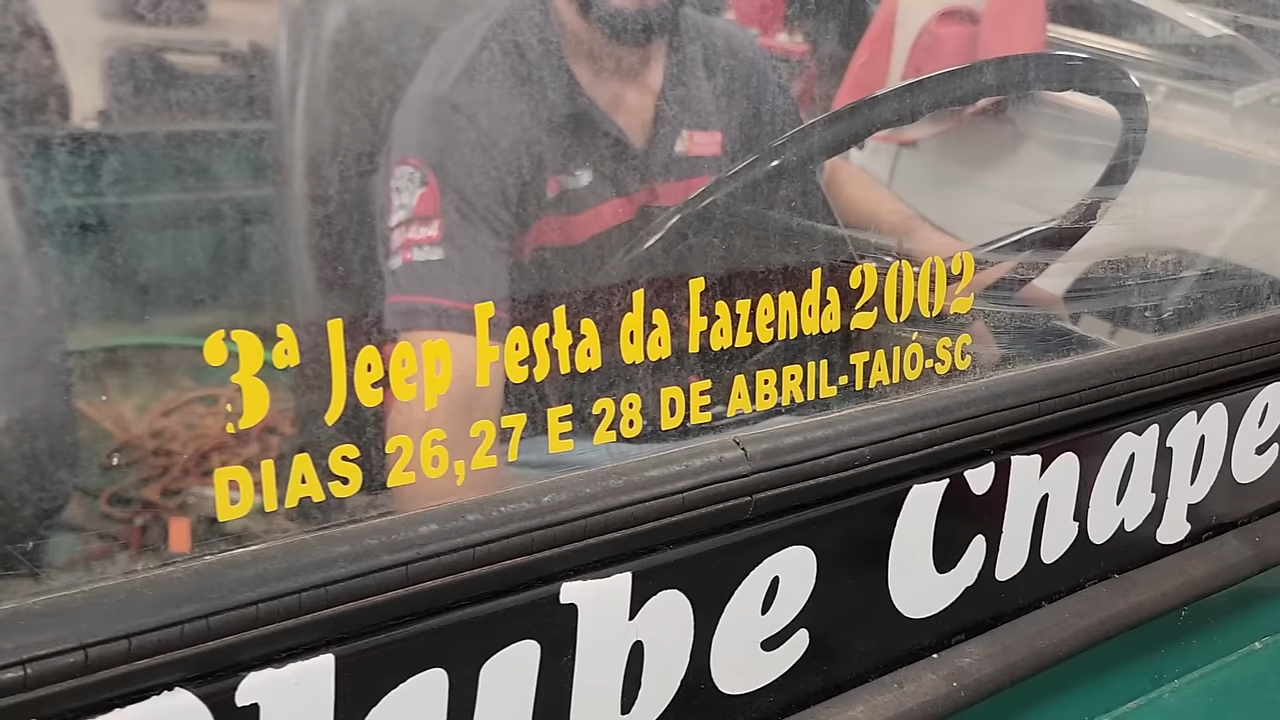 3ª Jeep Festa da Fazenda 2002
DIAS 26,27 E 28 DE ABRIL-TAIÓ-SC
Clube Chape